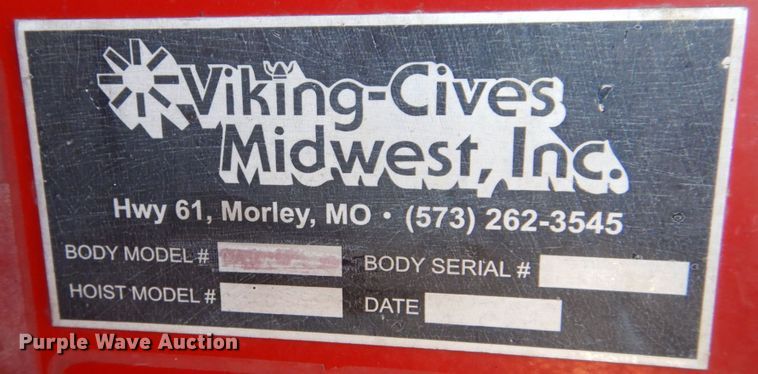 Viking-Cives
Midwest, Inc.
Hwy 61, Morley, MO • (573) 262-3545
BODY MODEL # BODY SERIAL #
HOIST MODEL # DATE
Purple Wave Auction